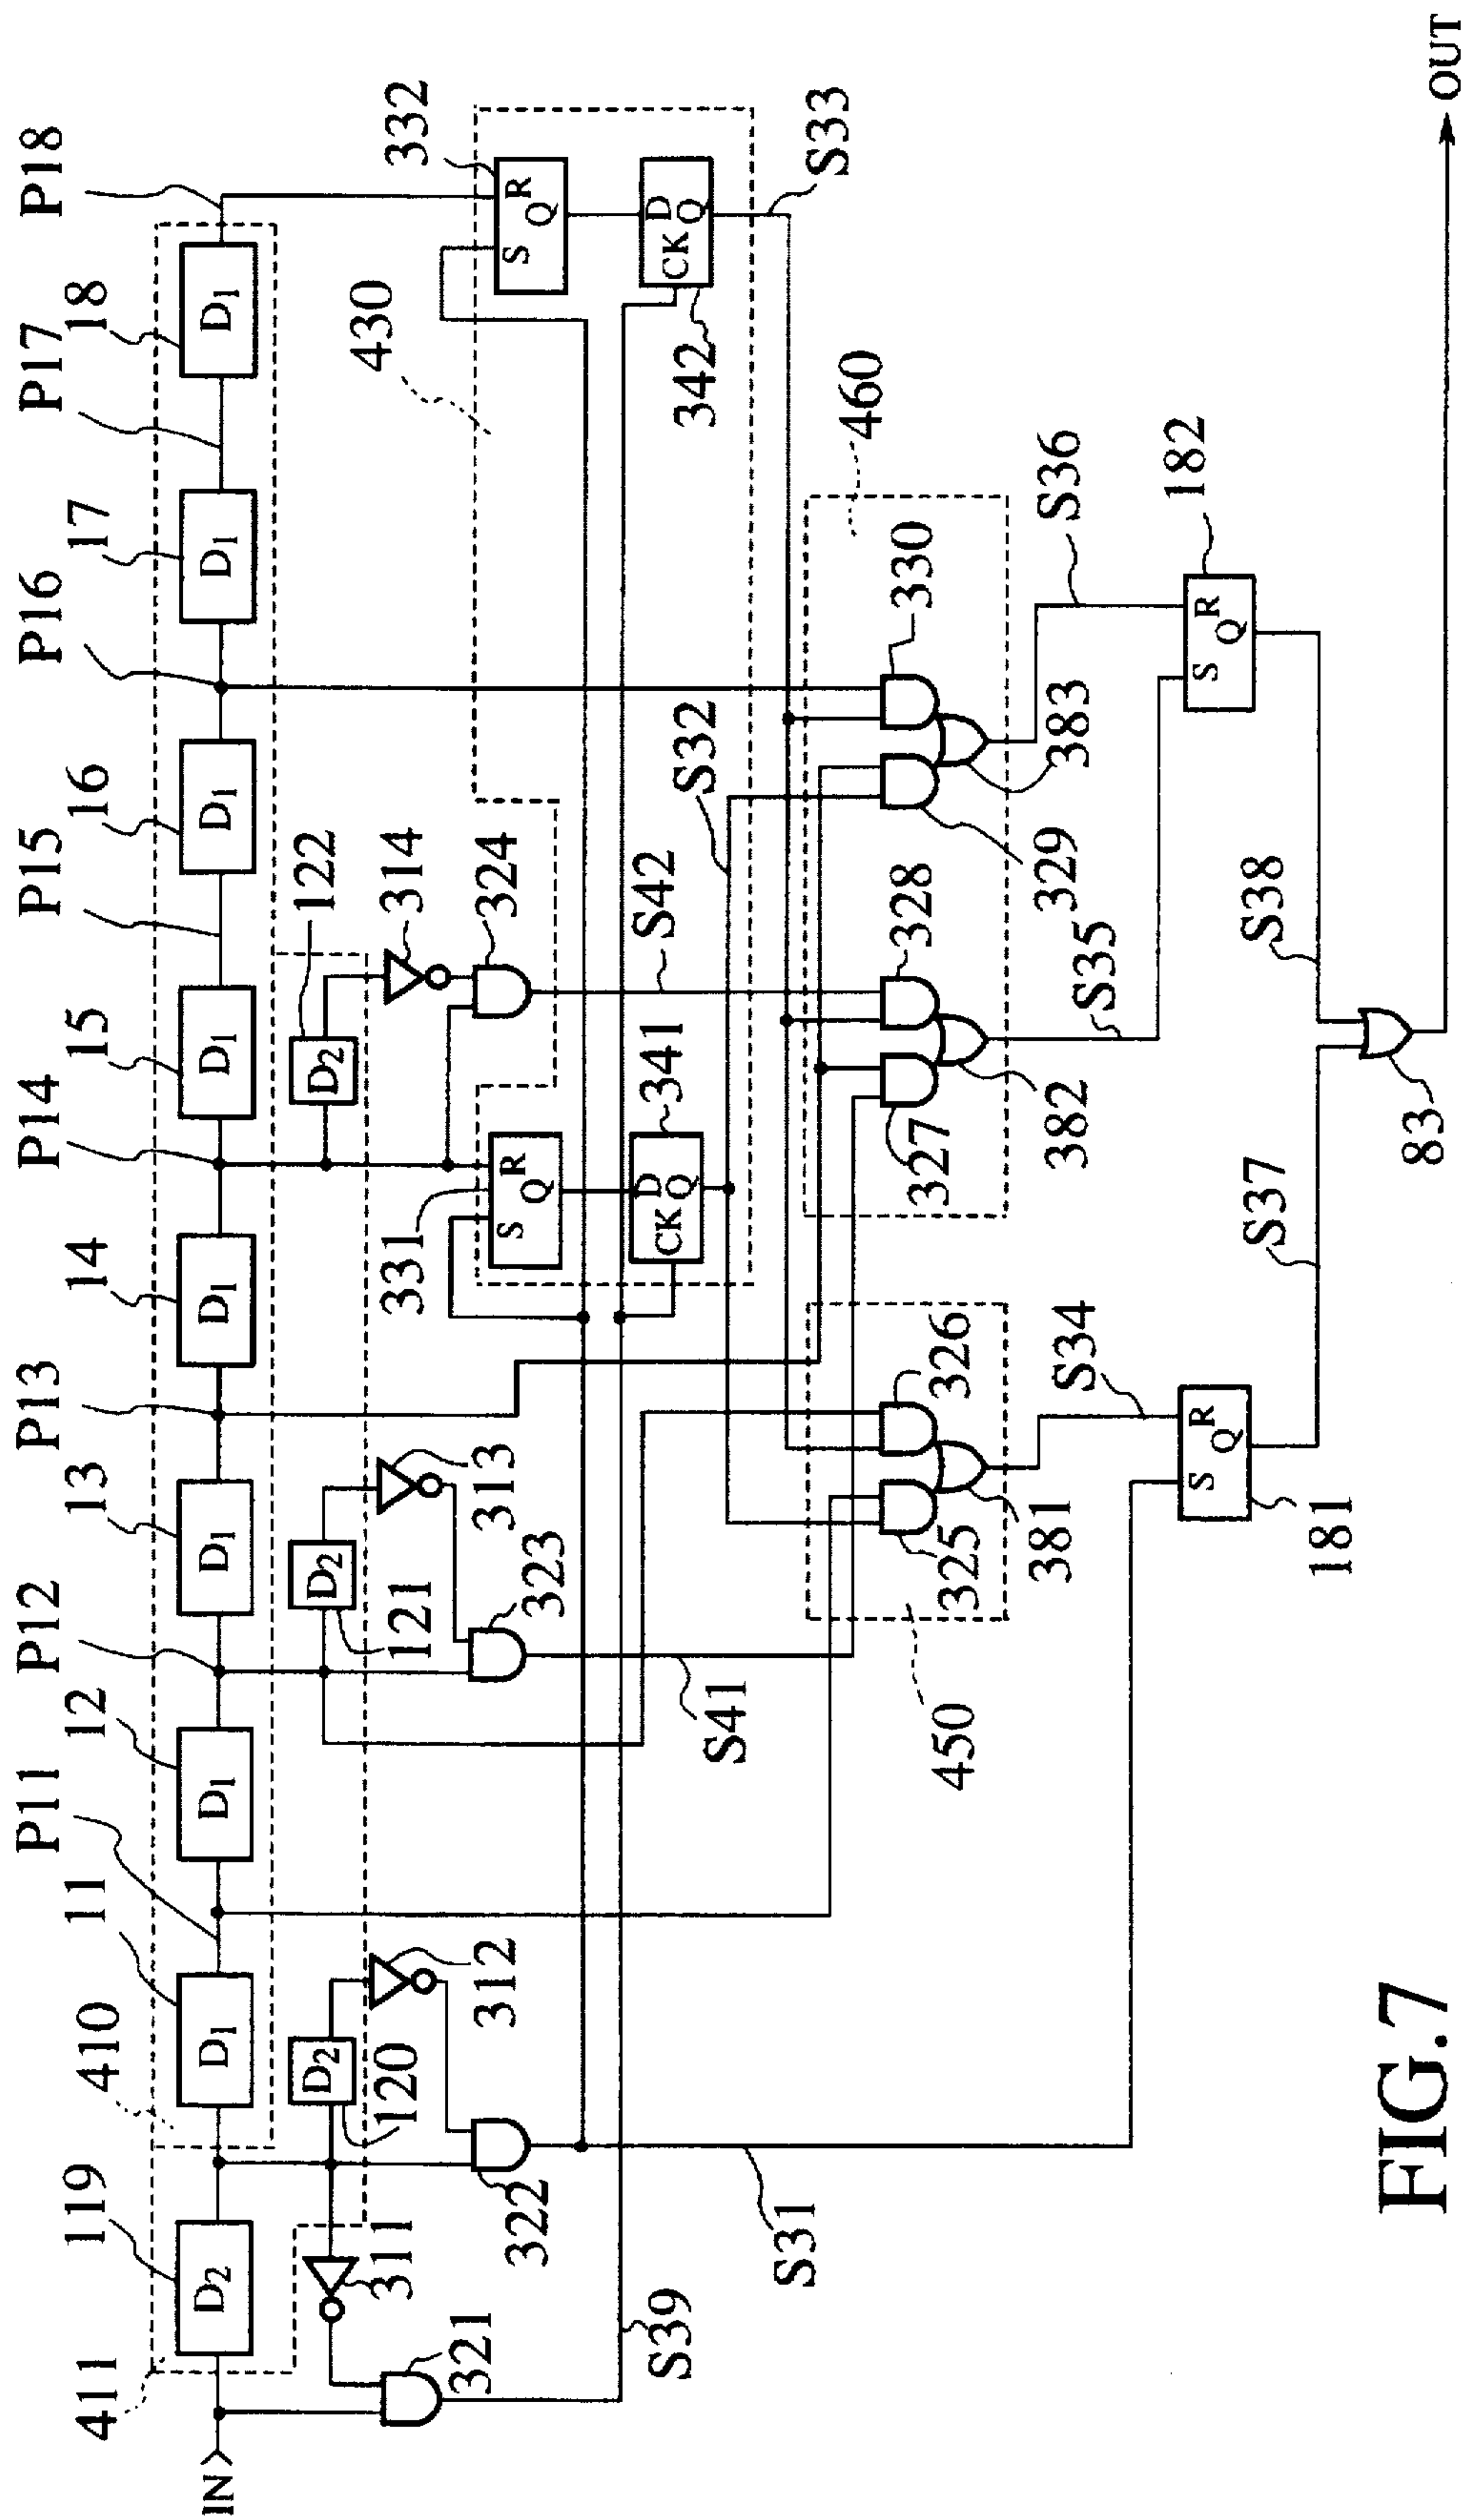 P11
P12
P13
P14
P15
P16
P17
P18
411
119
410
11
12
13
14
15
16
17
18
IN
D2
D1
D1
D1
D1
D1
D1
D1
D1
D2
120
D2
121
D2
122
311
312
313
314
321
322
323
324
331
S
R
Q
332
S
R
Q
430
341
CK
D
Q
342
CK
D
Q
S39
S31
S41
S42
S32
S33
450
325
326
381
460
327
328
382
329
330
383
S34
S35
S36
181
S
R
Q
182
S
R
Q
S37
S38
83
OUT
FIG.7